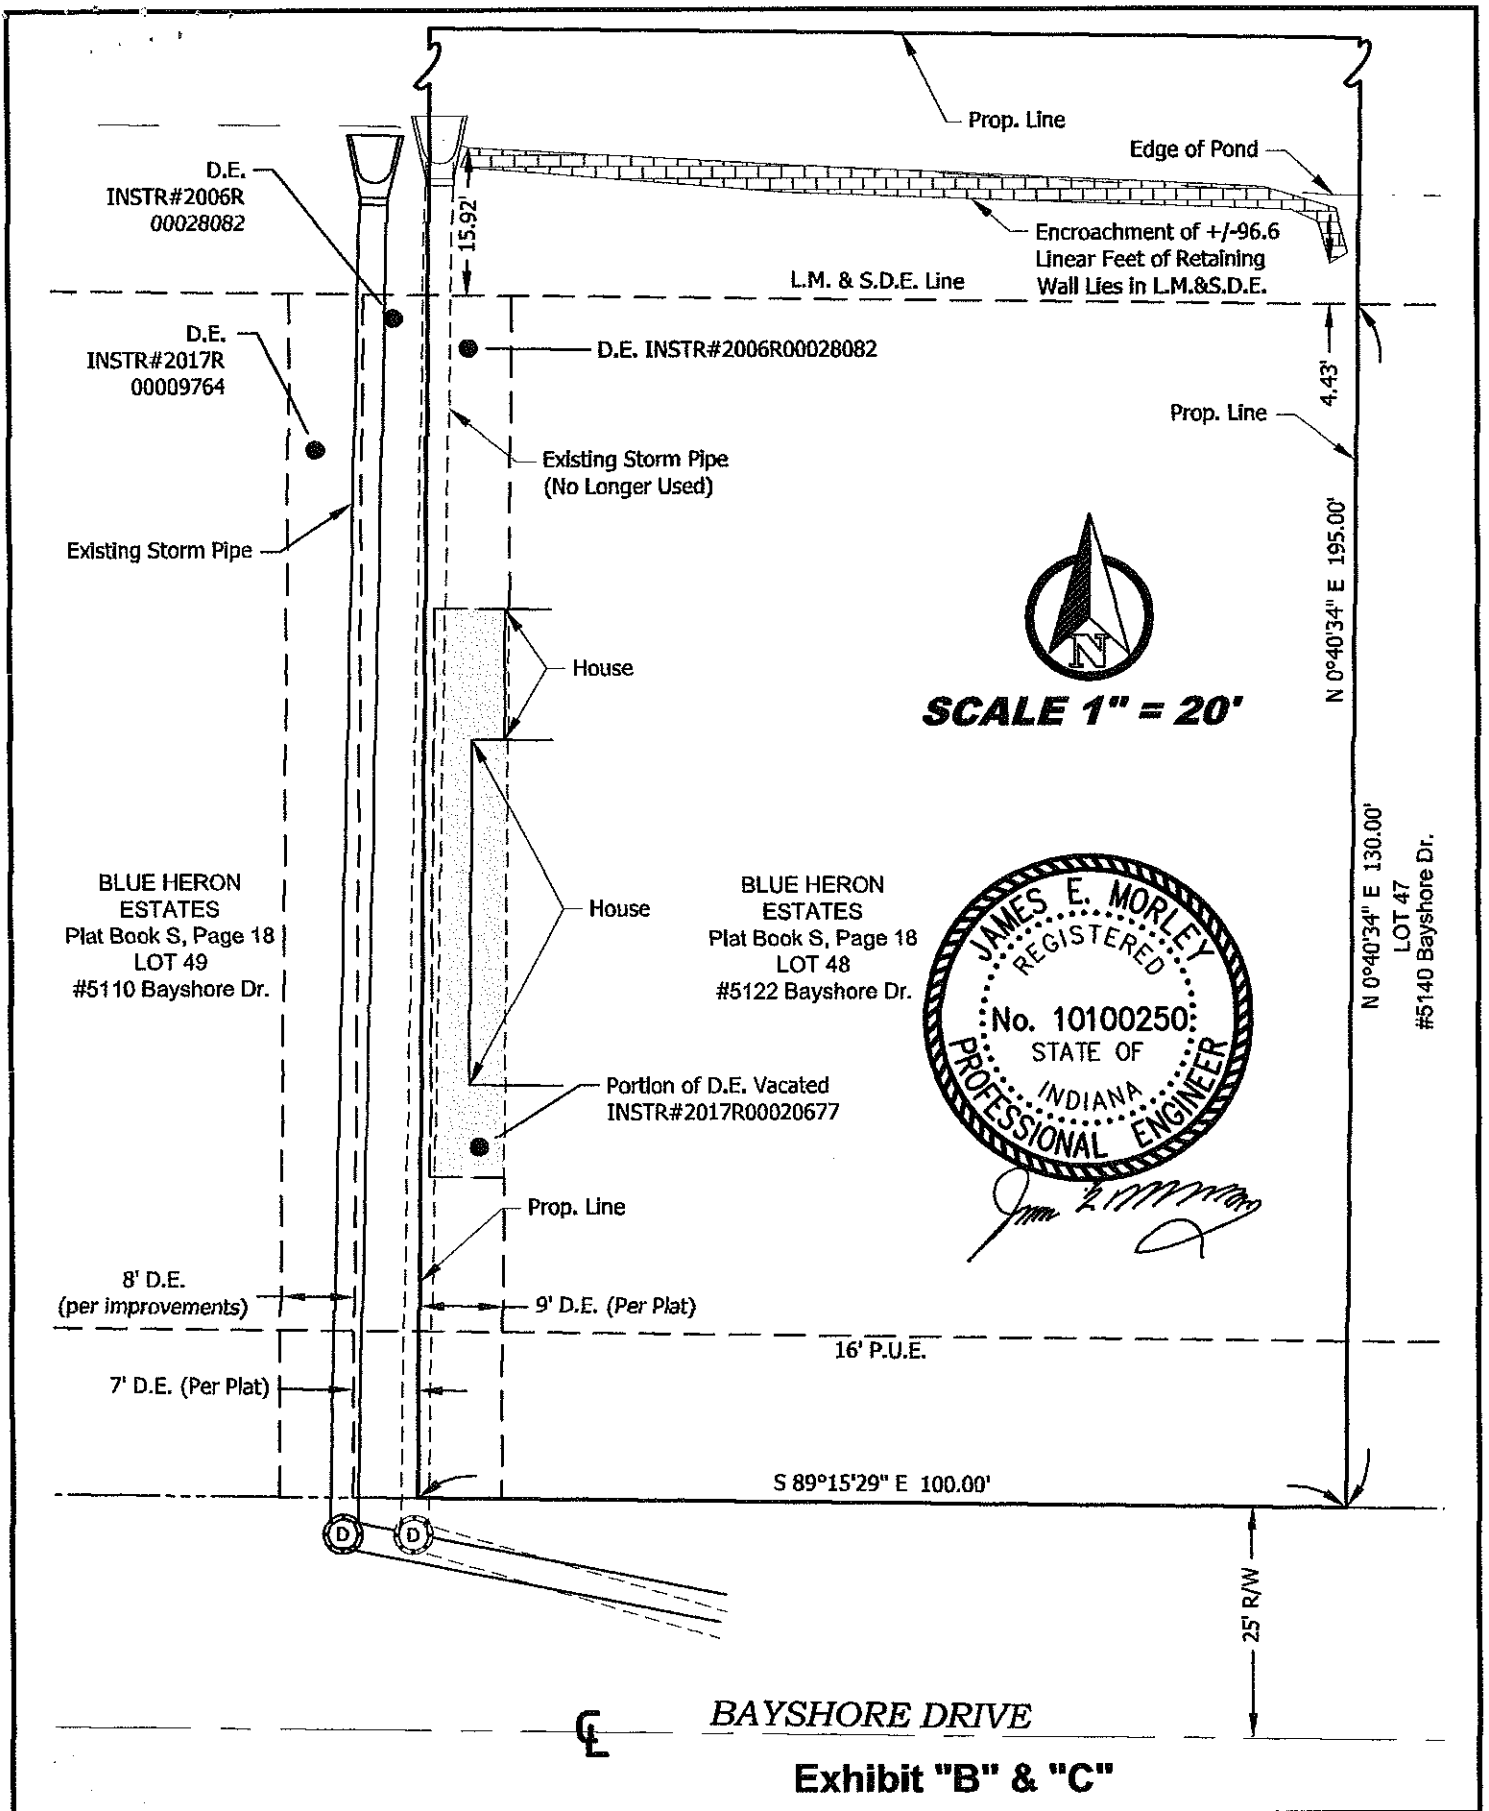 Prop. Line
Edge of Pond
D.E.
INSTR#2006R
00028082
15.92'
Encroachment of +/-96.6
Linear Feet of Retaining
Wall Lies in L.M.&S.D.E.
L.M. & S.D.E. Line
D.E.
INSTR#2017R
00009764
D.E. INSTR#2006R00028082
4.43'
Prop. Line
Existing Storm Pipe
(No Longer Used)
Existing Storm Pipe
N 0°40'34" E 195.00'
House
N
SCALE 1" = 20'
BLUE HERON
ESTATES
Plat Book S, Page 18
LOT 49
#5110 Bayshore Dr.
House
BLUE HERON
ESTATES
Plat Book S, Page 18
LOT 48
#5122 Bayshore Dr.
JAMES E. MORLEY
REGISTERED
No. 10100250
STATE OF
INDIANA
PROFESSIONAL ENGINEER
N 0°40'34" E 130.00'
LOT 47
#5140 Bayshore Dr.
Portion of D.E. Vacated
INSTR#2017R00020677
Prop. Line
8' D.E.
(per improvements)
9' D.E. (Per Plat)
16' P.U.E.
7' D.E. (Per Plat)
S 89°15'29" E 100.00'
D
D
25' R/W
BAYSHORE DRIVE
Exhibit "B" & "C"